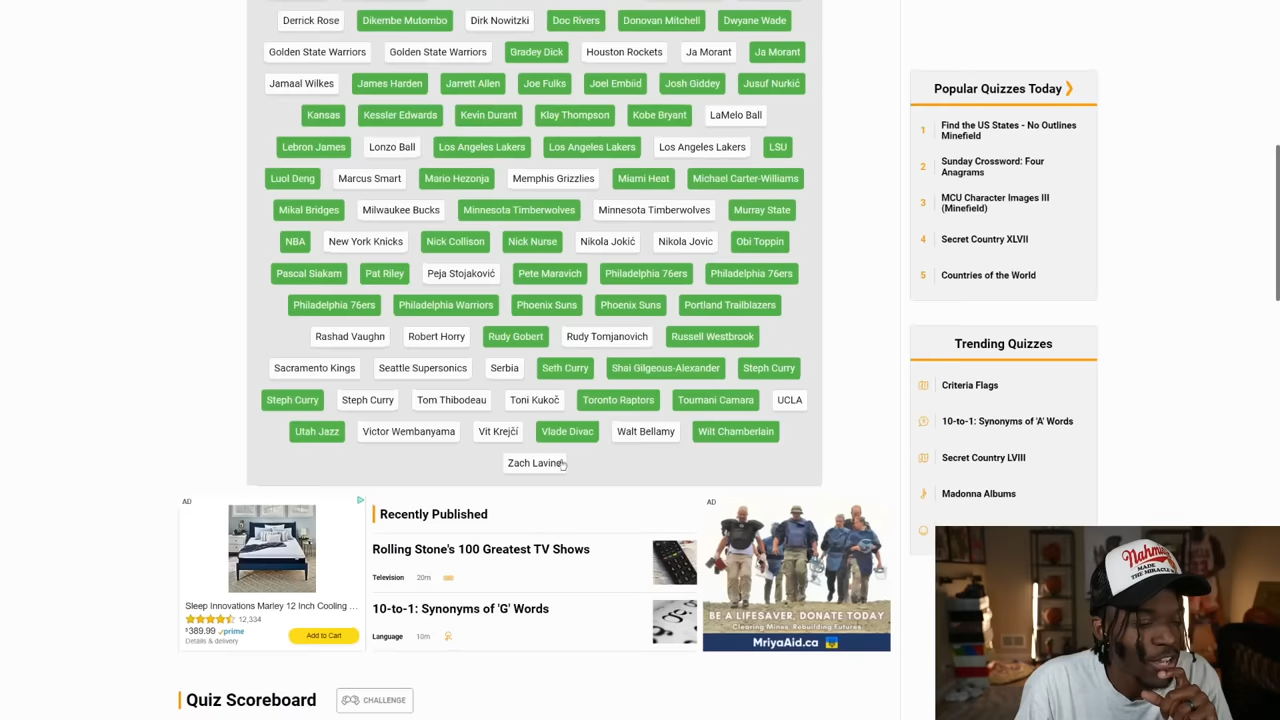 Derrick Rose Dikembe Mutombo Dirk Nowitzki Doc Rivers Donovan Mitchell Dwyane Wade
Golden State Warriors Golden State Warriors Gradey Dick Houston Rockets Ja Morant Ja Morant
Jamaal Wilkes James Harden Jarrett Allen Joe Fulks Joel Embiid Josh Giddey Jusuf Nurkić
Kansas Kessler Edwards Kevin Durant Klay Thompson Kobe Bryant LaMelo Ball
Lebron James Lonzo Ball Los Angeles Lakers Los Angeles Lakers Los Angeles Lakers LSU
Luol Deng Marcus Smart Mario Hezonja Memphis Grizzlies Miami Heat Michael Carter-Williams
Mikal Bridges Milwaukee Bucks Minnesota Timberwolves Minnesota Timberwolves Murray State
NBA New York Knicks Nick Collison Nick Nurse Nikola Jokić Nikola Jovic Obi Toppin
Pascal Siakam Pat Riley Peja Stojaković Pete Maravich Philadelphia 76ers Philadelphia 76ers
Philadelphia 76ers Philadelphia Warriors Phoenix Suns Phoenix Suns Portland Trailblazers
Rashad Vaughn Robert Horry Rudy Gobert Rudy Tomjanovich Russell Westbrook
Sacramento Kings Seattle Supersonics Serbia Seth Curry Shai Gilgeous-Alexander Steph Curry
Steph Curry Steph Curry Tom Thibodeau Toni Kukoč Toronto Raptors Toumani Camara UCLA
Utah Jazz Victor Wembanyama Vit Krejčí Vlade Divac Walt Bellamy Wilt Chamberlain
Zach Lavine
Popular Quizzes Today ❯
1 Find the US States - No Outlines
Minefield
2 Sunday Crossword: Four
Anagrams
3 MCU Character Images III
(Minefield)
4 Secret Country XLVII
5 Countries of the World
Trending Quizzes
Criteria Flags
10-to-1: Synonyms of 'A' Words
Secret Country LVIII
Madonna Albums
AD
Sleep Innovations Marley 12 Inch Cooling ...
12,334
$389.99 prime
Details & delivery
Add to Cart
Recently Published
Rolling Stone's 100 Greatest TV Shows
Television 20m
10-to-1: Synonyms of 'G' Words
Language 10m
AD
BE A LIFESAVER, DONATE TODAY
Clearing Mines. Rebuilding Futures.
MriyaAid.ca
Quiz Scoreboard CHALLENGE
Nahmias
MADE
THE MIRACLE